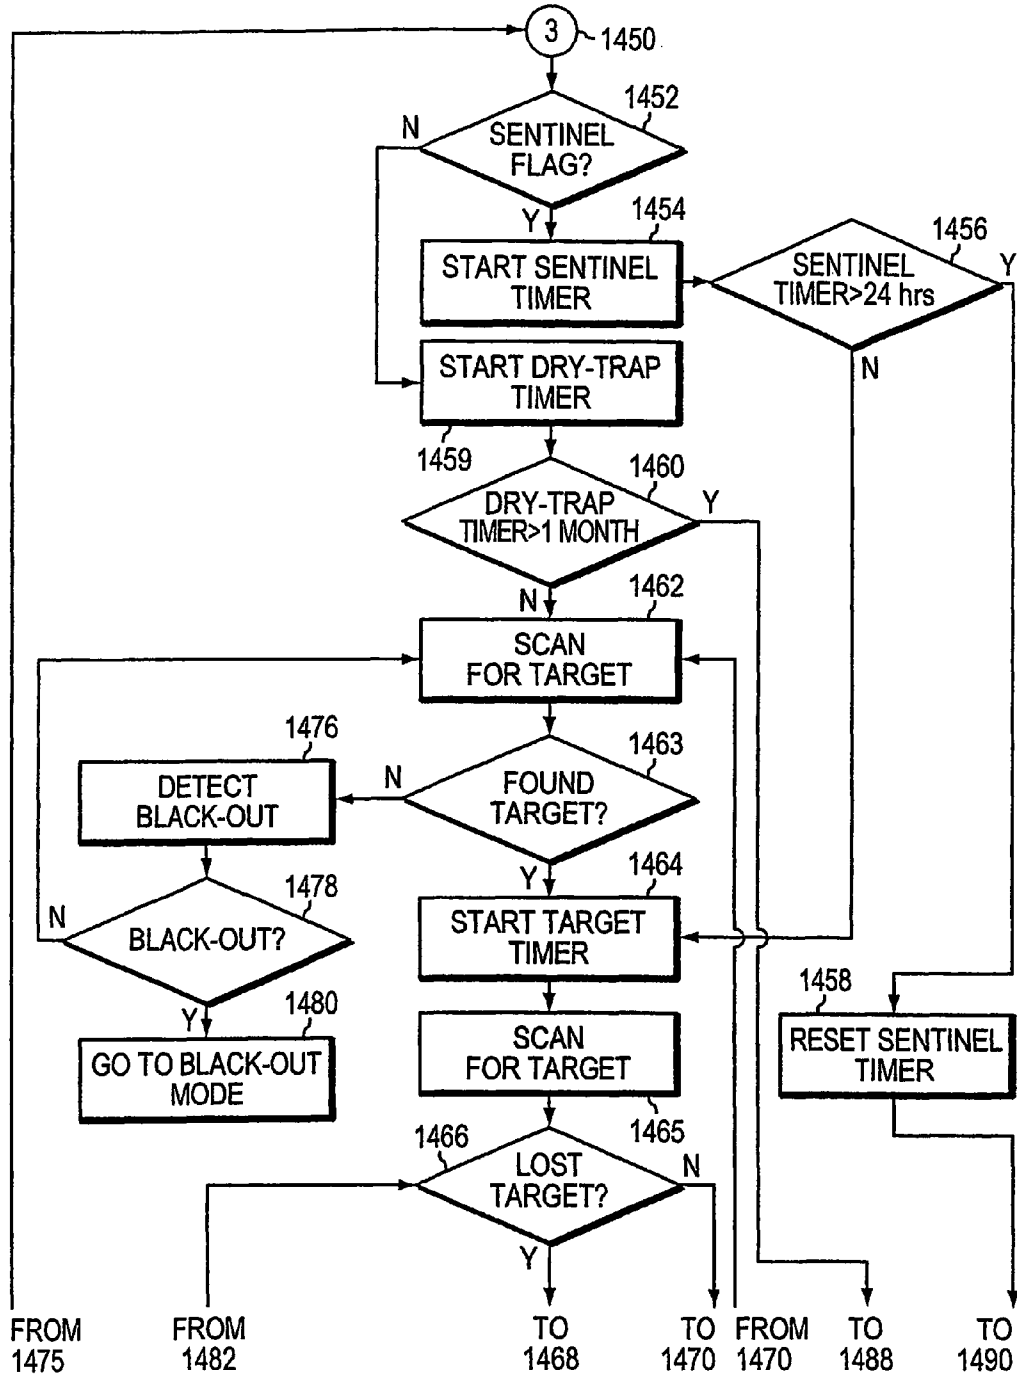 3
1450
1452
N
SENTINEL
FLAG?
Y
1454
START SENTINEL
TIMER
1456
SENTINEL
TIMER>24 hrs
Y
N
START DRY-TRAP
TIMER
1459
1460
DRY-TRAP
TIMER>1 MONTH
Y
N
1462
SCAN
FOR TARGET
1476
DETECT
BLACK-OUT
N
1463
FOUND
TARGET?
Y
1464
START TARGET
TIMER
1478
N
BLACK-OUT?
Y
1480
GO TO BLACK-OUT
MODE
SCAN
FOR TARGET
1465
1458
RESET SENTINEL
TIMER
1466
LOST
TARGET?
N
Y
FROM
1475
FROM
1482
TO
1468
TO
1470
FROM
1470
TO
1488
TO
1490